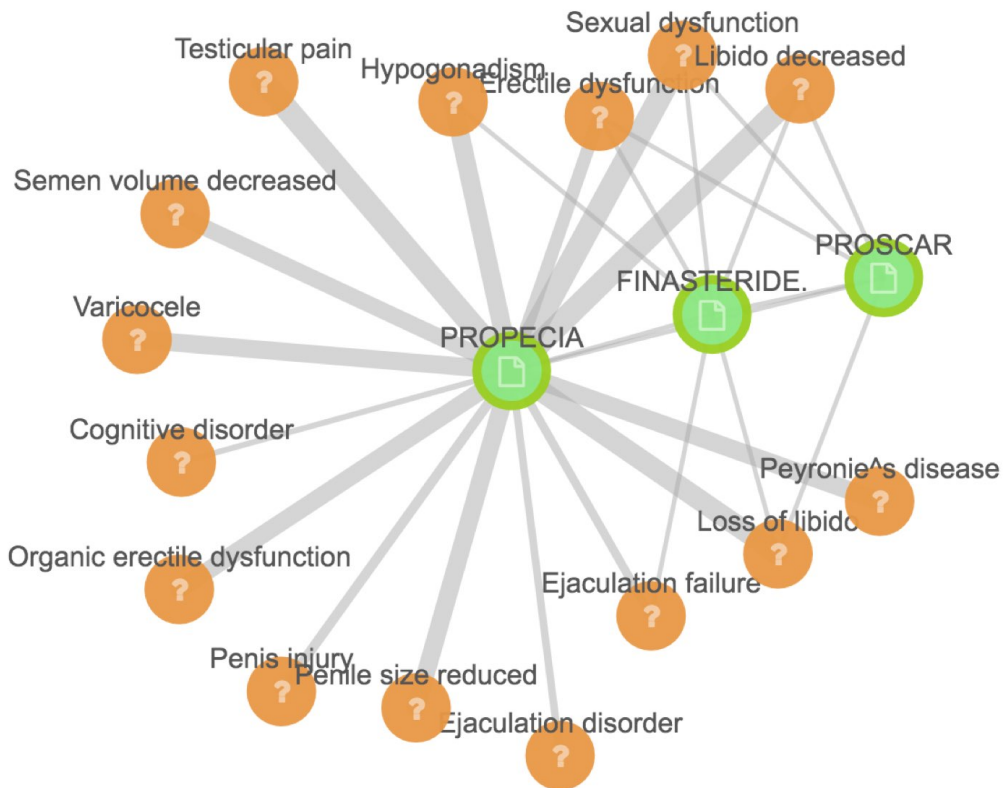 Sexual dysfunction
Testicular pain
Hypogonadism
Libido decreased
Erectile dysfunction
Semen volume decreased
PROSCAR
FINASTERIDE.
Varicocele
PROPECIA
Cognitive disorder
Peyronie^s disease
Loss of libido
Organic erectile dysfunction
Ejaculation failure
Penis injury
Penile size reduced
Ejaculation disorder